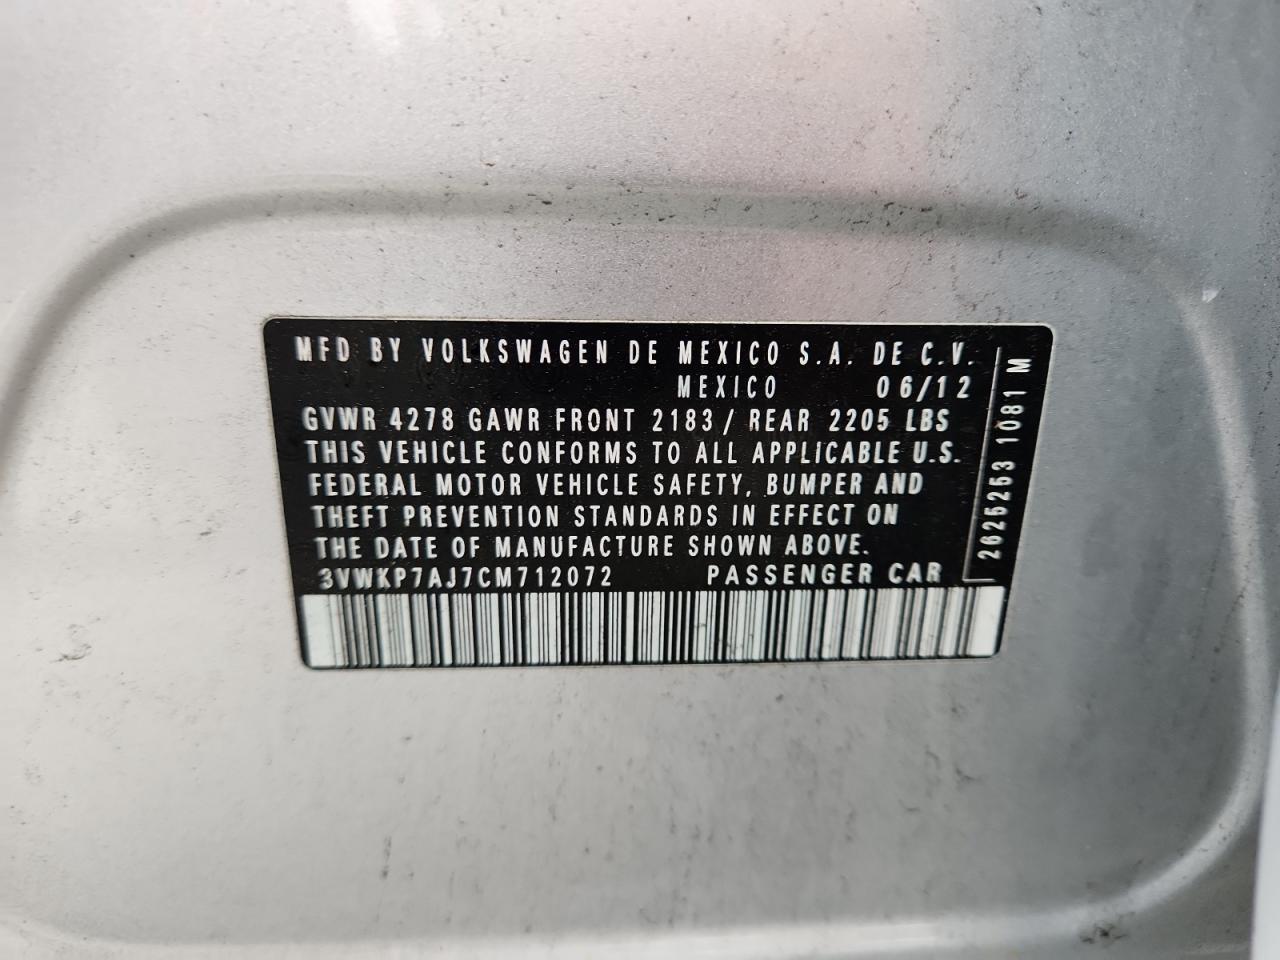 MFD BY VOLKSWAGEN DE MEXICO S.A. DE C.V.
MEXICO 06/12
GVWR 4278 GAWR FRONT 2183/ REAR 2205 LBS
THIS VEHICLE CONFORMS TO ALL APPLICABLE U.S.
FEDERAL MOTOR VEHICLE SAFETY, BUMPER AND
THEFT PREVENTION STANDARDS IN EFFECT ON
THE DATE OF MANUFACTURE SHOWN ABOVE.
3VWKP7AJ7CM712072 PASSENGER CAR
2625253 1081 M